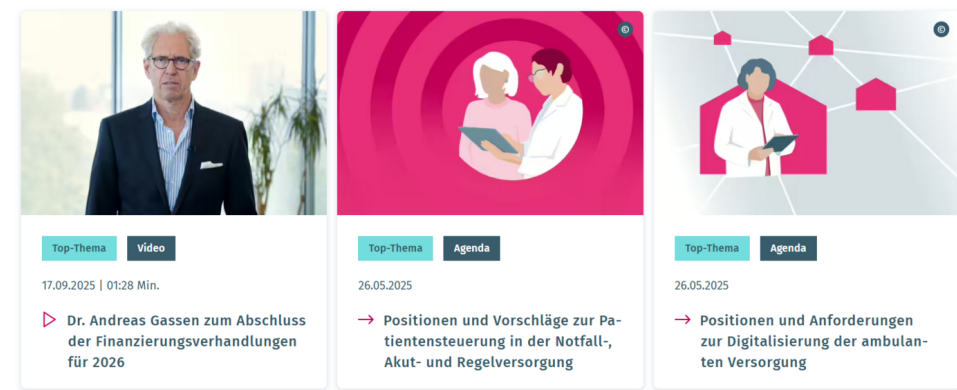 ©
©
Top-Thema
Video
17.09.2025 | 01:28 Min.
Dr. Andreas Gassen zum Abschluss
der Finanzierungsverhandlungen
für 2026
Top-Thema
Agenda
26.05.2025
Positionen und Vorschläge zur Pa-
tientensteuerung in der Notfall-,
Akut- und Regelversorgung
Top-Thema
Agenda
26.05.2025
Positionen und Anforderungen
zur Digitalisierung der ambulan-
ten Versorgung